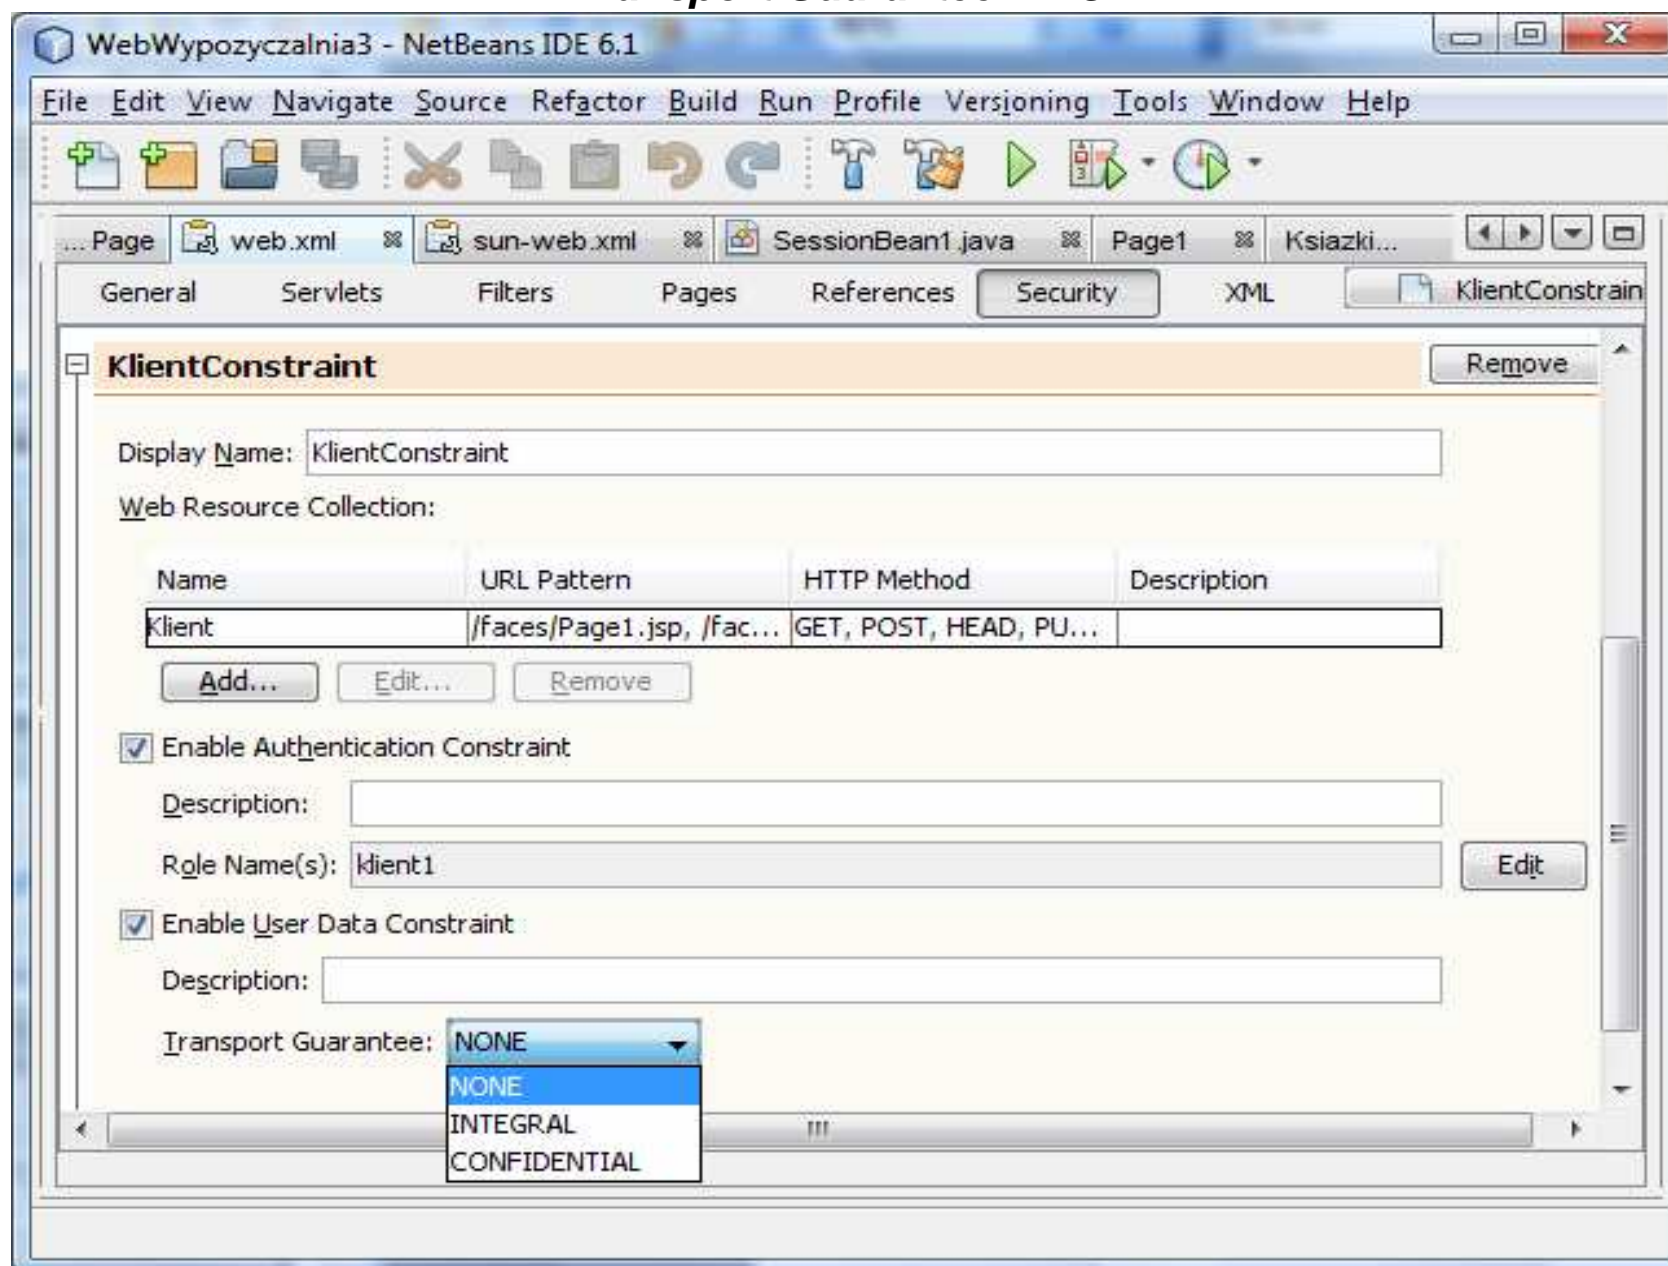 WebWypozyczalnia3 - NetBeans IDE 6.1
File Edit View Navigate Source Refactor Build Run Profile Versioning Tools Window Help
... Page web.xml sun-web.xml SessionBean1.java Page1 Ksiazki...
General Servlets Filters Pages References Security XML KlientConstrain
KlientConstraint Remove
Display Name: KlientConstraint
Web Resource Collection:
Name URL Pattern HTTP Method Description
Klient /faces/Page1.jsp, /fac... GET, POST, HEAD, PU...
Add... Edit... Remove
Enable Authentication Constraint
Description:
Role Name(s): klient1 Edit
Enable User Data Constraint
Description:
Transport Guarantee: NONE
NONE
INTEGRAL
CONFIDENTIAL